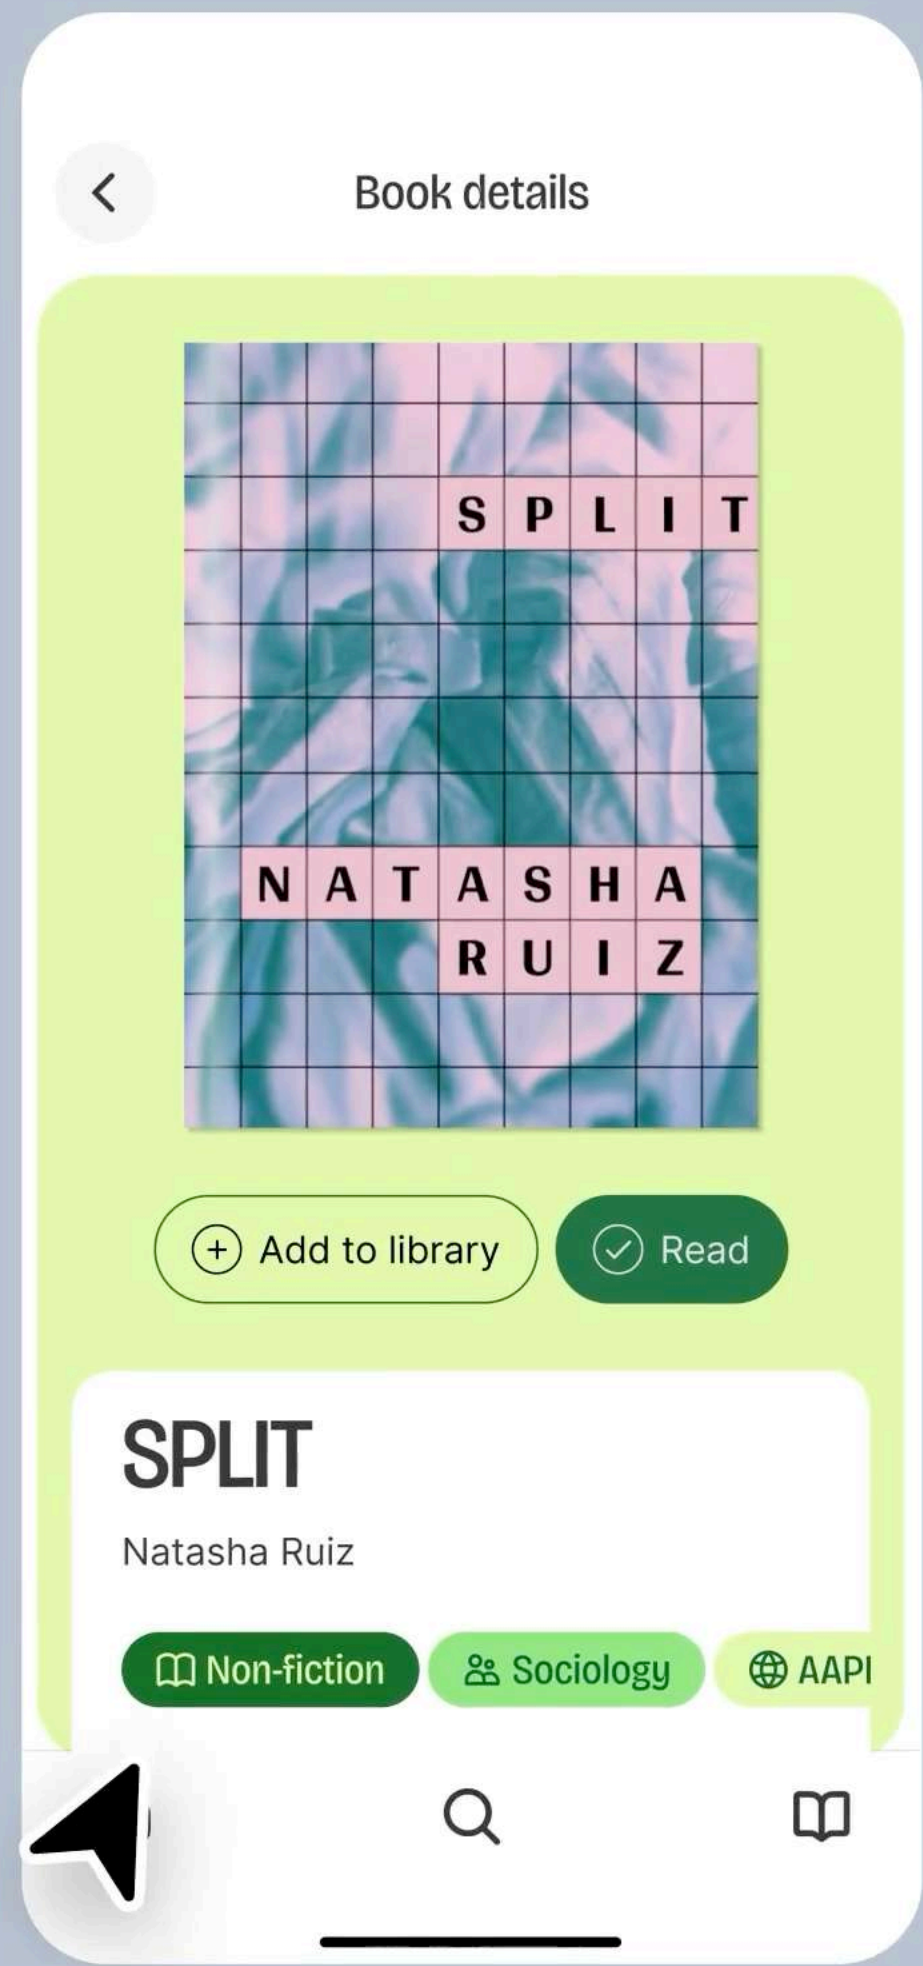 Book details
SPLIT
NATASHA
RUIZ
Add to library
Read
SPLIT
Natasha Ruiz
Non-fiction
Sociology
AAPI